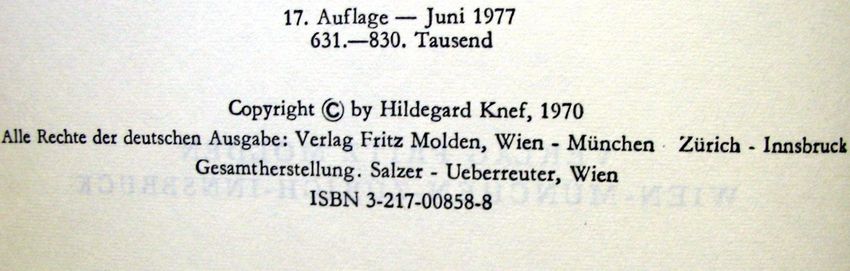 17. Auflage — Juni 1977
631.—830. Tausend
Copyright © by Hildegard Knef, 1970
Alle Rechte der deutschen Ausgabe: Verlag Fritz Molden, Wien - München · Zürich - Innsbruck
Gesamtherstellung. Salzer - Ueberreuter, Wien
ISBN 3-217-00858-8